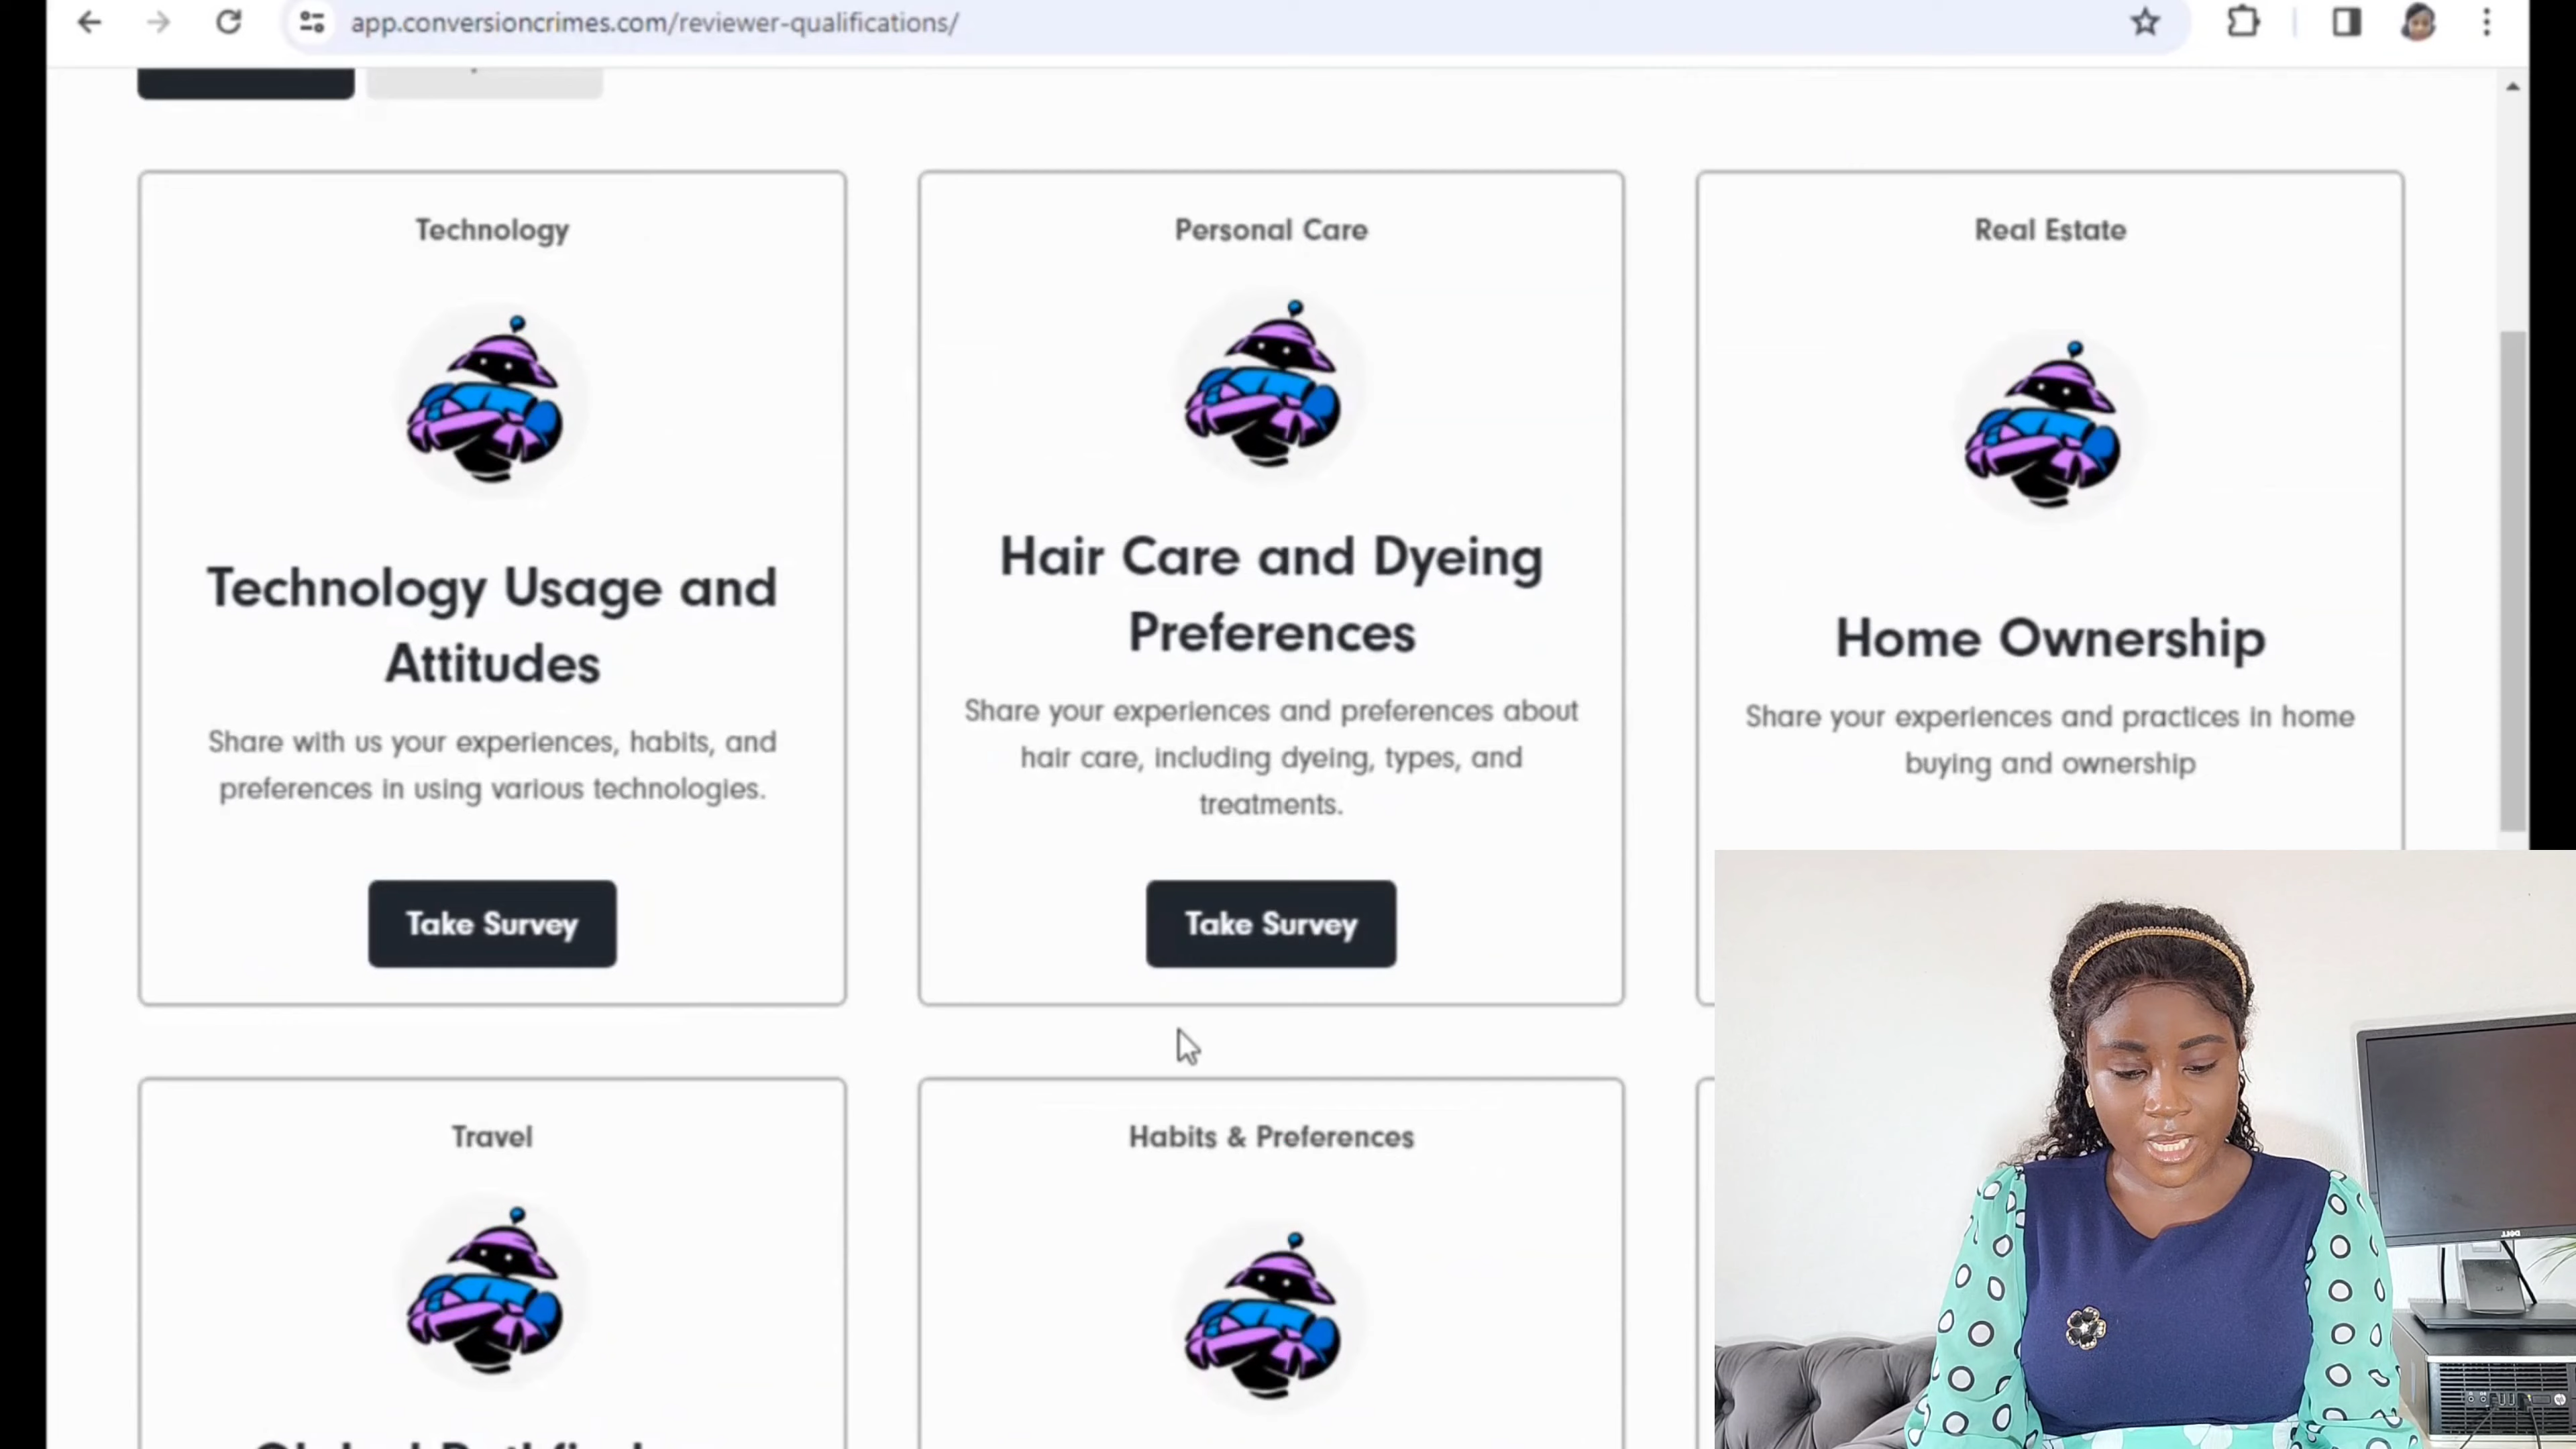 app.conversioncrimes.com/reviewer-qualifications/
Technology
Technology Usage and
Attitudes
Share with us your experiences, habits, and
preferences in using various technologies.
Take Survey
Personal Care
Hair Care and Dyeing
Preferences
Share your experiences and preferences about
hair care, including dyeing, types, and
treatments.
Take Survey
Real Estate
Home Ownership
Share your experiences and practices in home
buying and ownership
Travel
Habits & Preferences
DELL